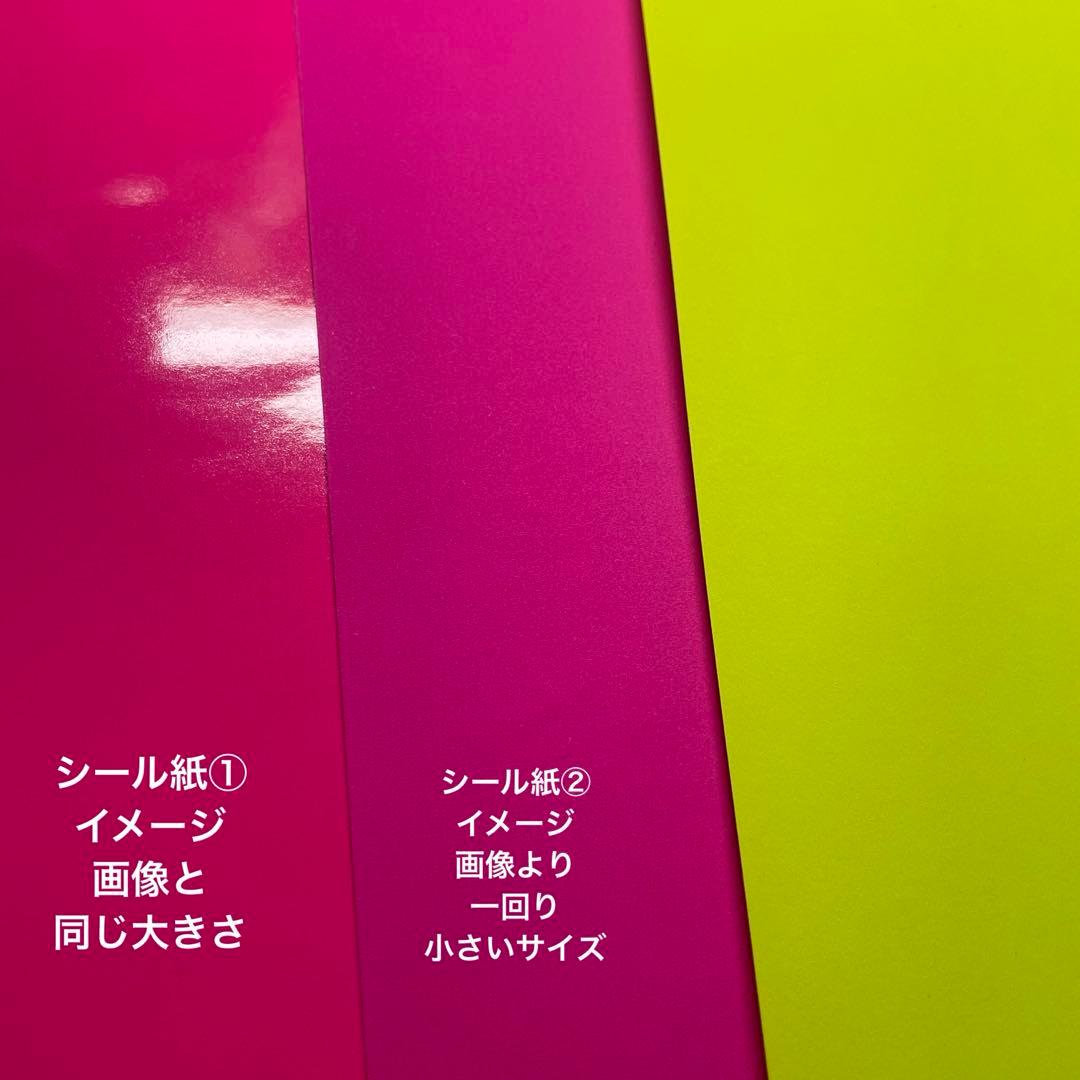 シール紙①
イメージ
画像と
同じ大きさ
シール紙②
イメージ
画像より
一回り
小さいサイズ